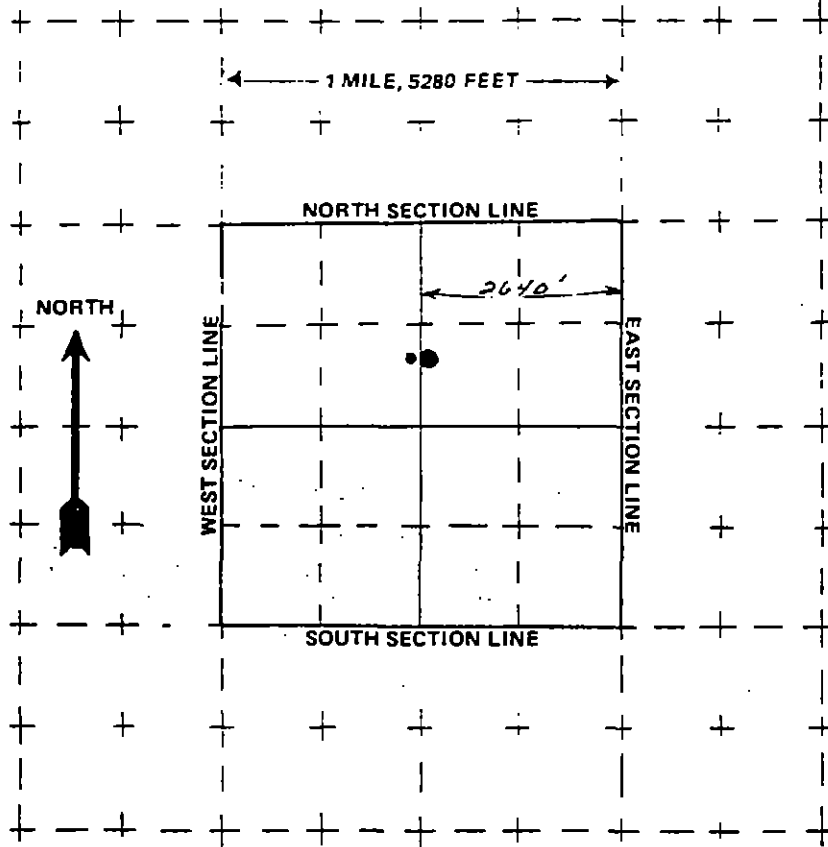 1 MILE, 5280 FEET
NORTH SECTION LINE
2640'
NORTH
WEST SECTION LINE
EAST SECTION LINE
SOUTH SECTION LINE